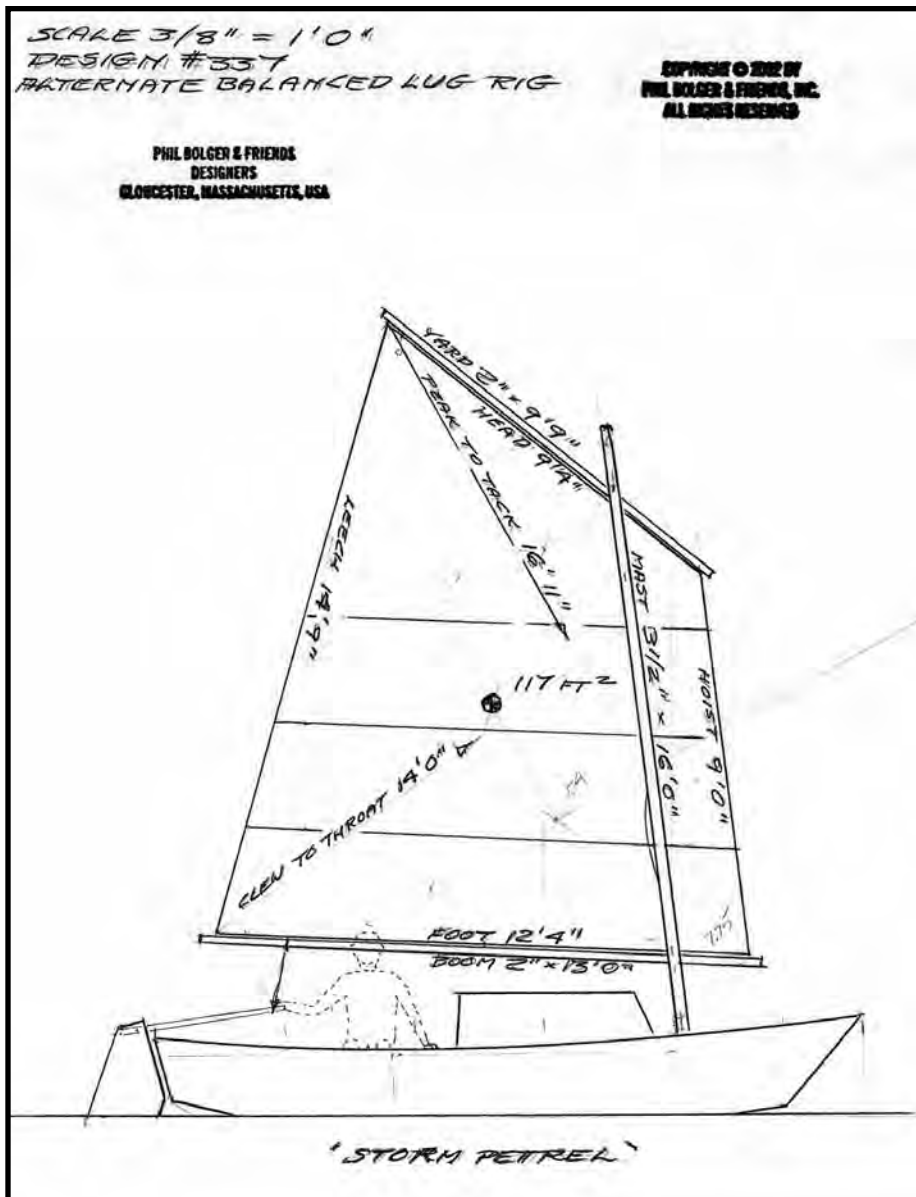 SCALE 3/8" = 1'0"
DESIGN #337
ALTERNATE BALANCED LUG RIG
COPYRIGHT © 2002 BY
PHIL BOLGER & FRIENDS, INC.
ALL RIGHTS RESERVED
PHIL BOLGER & FRIENDS
DESIGNERS
GLOUCESTER, MASSACHUSETTS, USA
YARD 2" x 9'9"
HEAD 9'4"
PEAK TO TACK 16'11"
LEECH 14'9"
MAST 3 1/2" x 16'0"
HOIST 9'0"
117 FT²
CLEW TO THROAT 14'0"
FOOT 12'4"
BOOM 2" x 13'0"
'STORM PETREL'